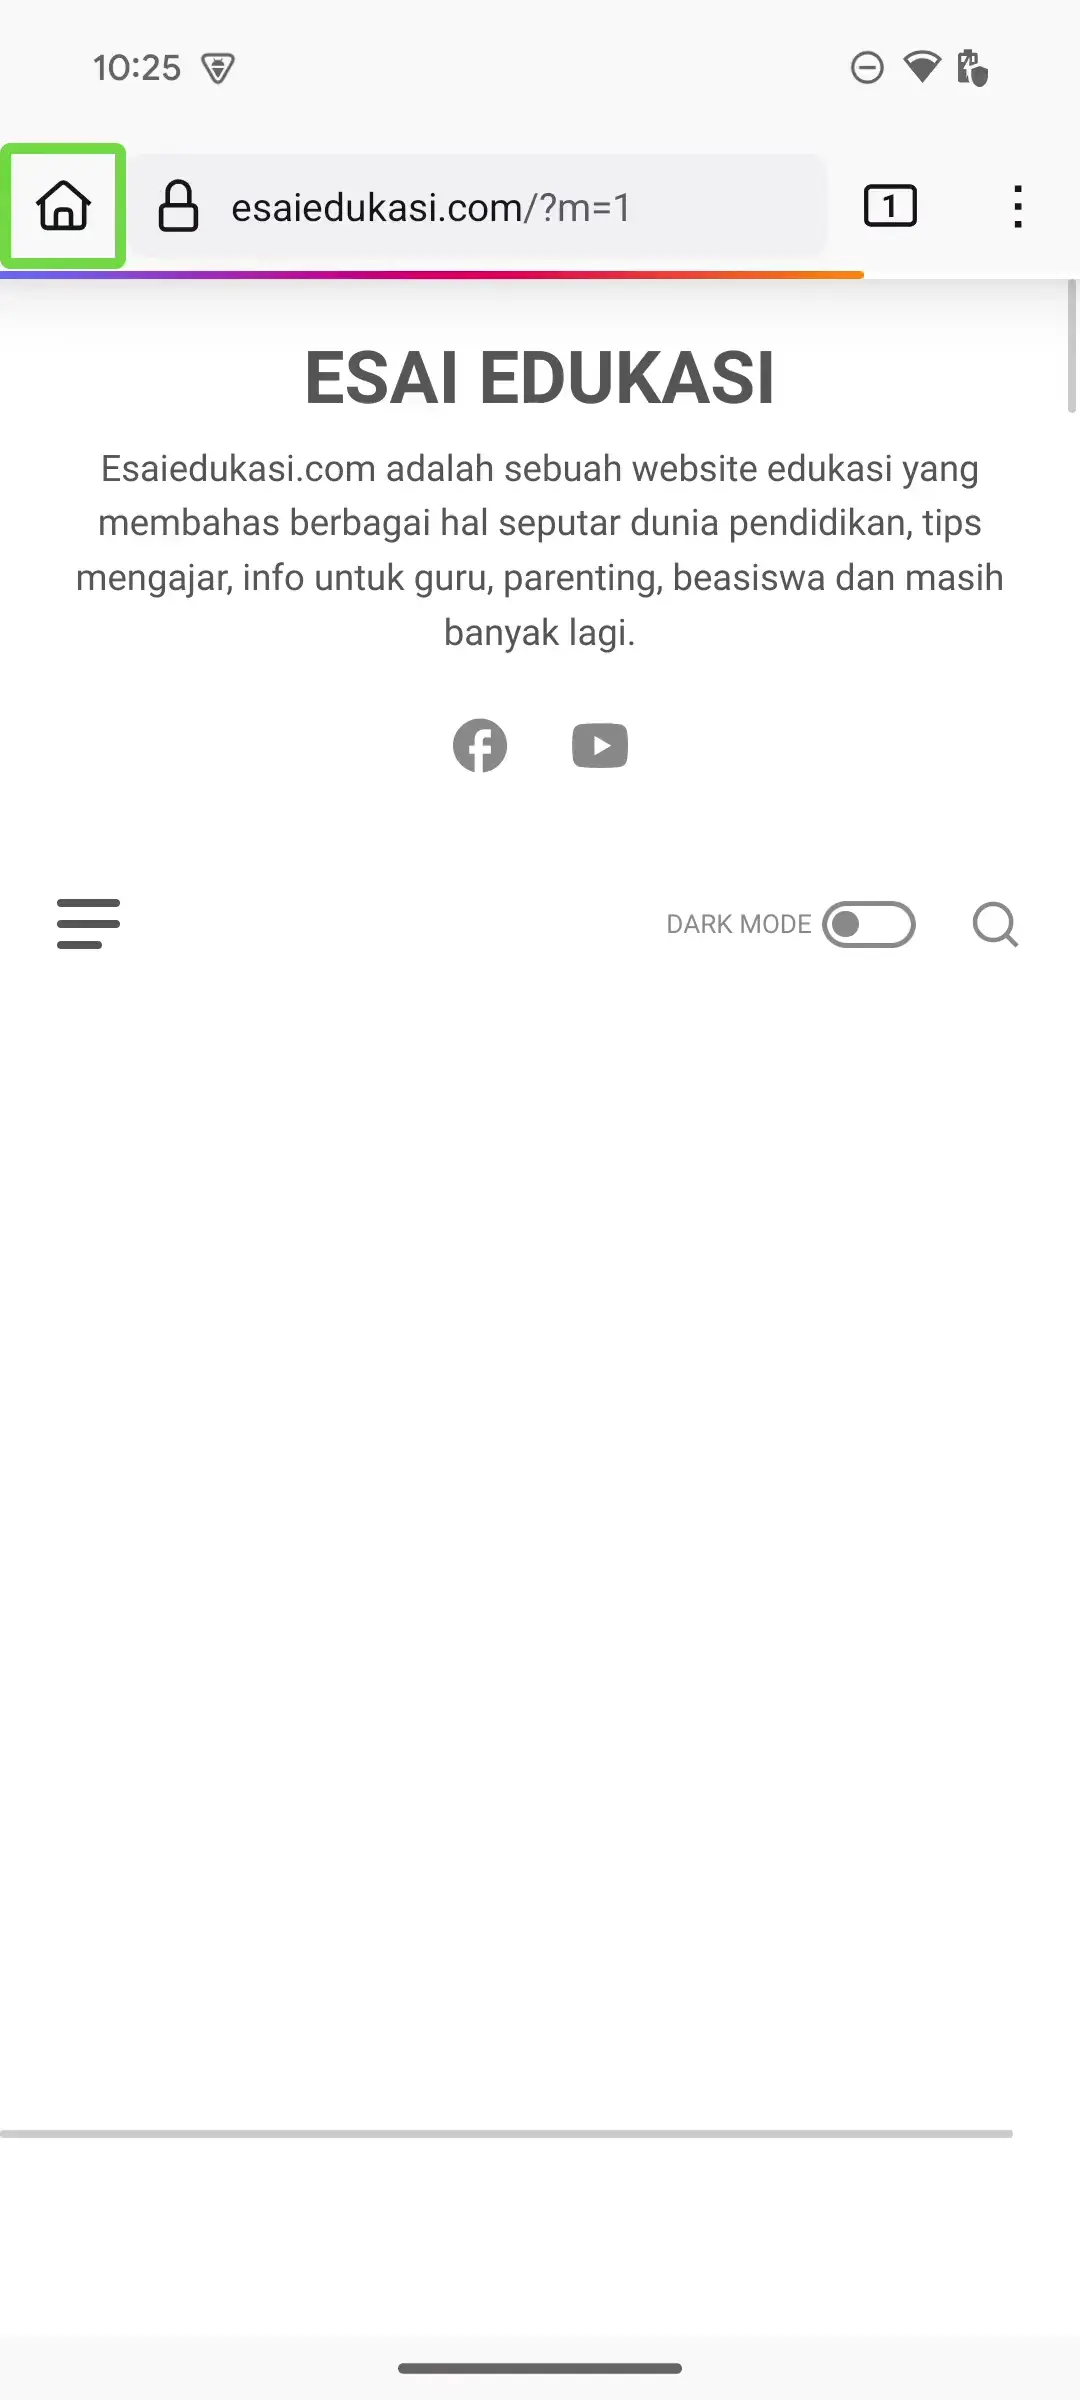 10:25
esaiedukasi.com/?m=1
1
ESAI EDUKASI
Esaiedukasi.com adalah sebuah website edukasi yang
membahas berbagai hal seputar dunia pendidikan, tips
mengajar, info untuk guru, parenting, beasiswa dan masih
banyak lagi.
DARK MODE